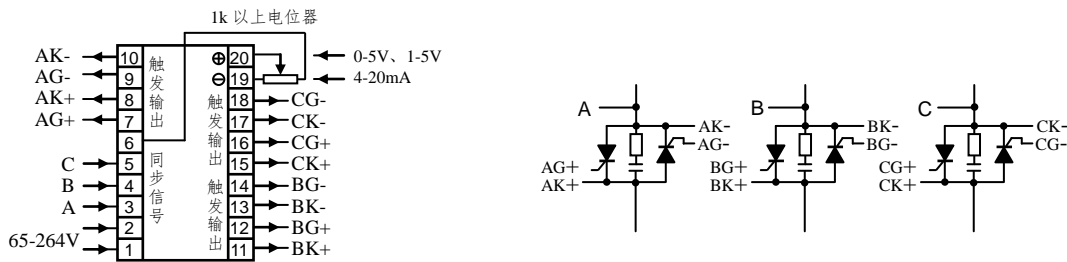 1k 以上电位器
AK-
AG-
AK+
AG+
C
B
A
65-264V
10
9
8
7
6
5
4
3
2
1
触发输出
同步信号
⊕
⊖
触发输出
触发输出
20
19
18
17
16
15
14
13
12
11
0-5V、1-5V
4-20mA
CG-
CK-
CG+
CK+
BG-
BK-
BG+
BK+
A
AK-
AG-
AG+
AK+
B
BK-
BG-
BG+
BK+
C
CK-
CG-
CG+
CK+